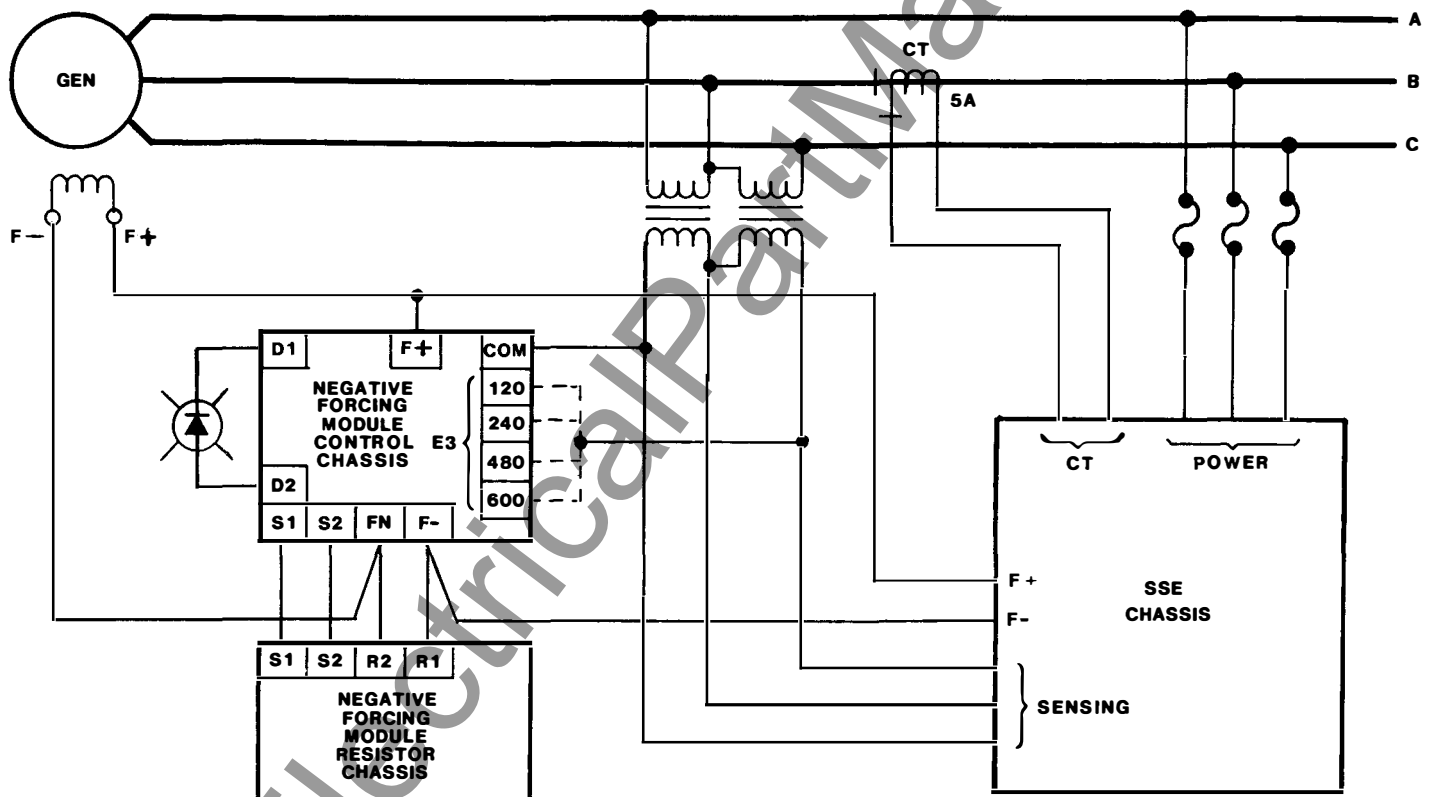 A
CT
GEN
B
5A
C
F-
F+
D1
F+
COM
120
NEGATIVE
FORCING
MODULE
CONTROL
CHASSIS
E3
240
480
600
D2
S1 S2 FN F-
CT
POWER
F+
F-
SSE
CHASSIS
SENSING
S1 S2 R2 R1
NEGATIVE
FORCING
MODULE
RESISTOR
CHASSIS
ElectricalPartMa